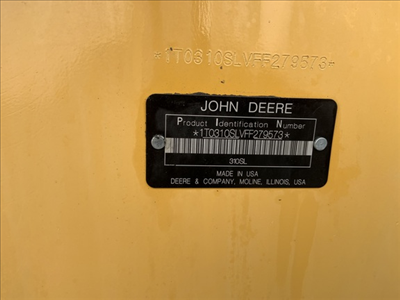 *1T0310SLVFF279573*
JOHN DEERE
Product Identification Number
*1T0310SLVFF279573*
310SL
MADE IN USA
DEERE & COMPANY, MOLINE, ILLINOIS, USA